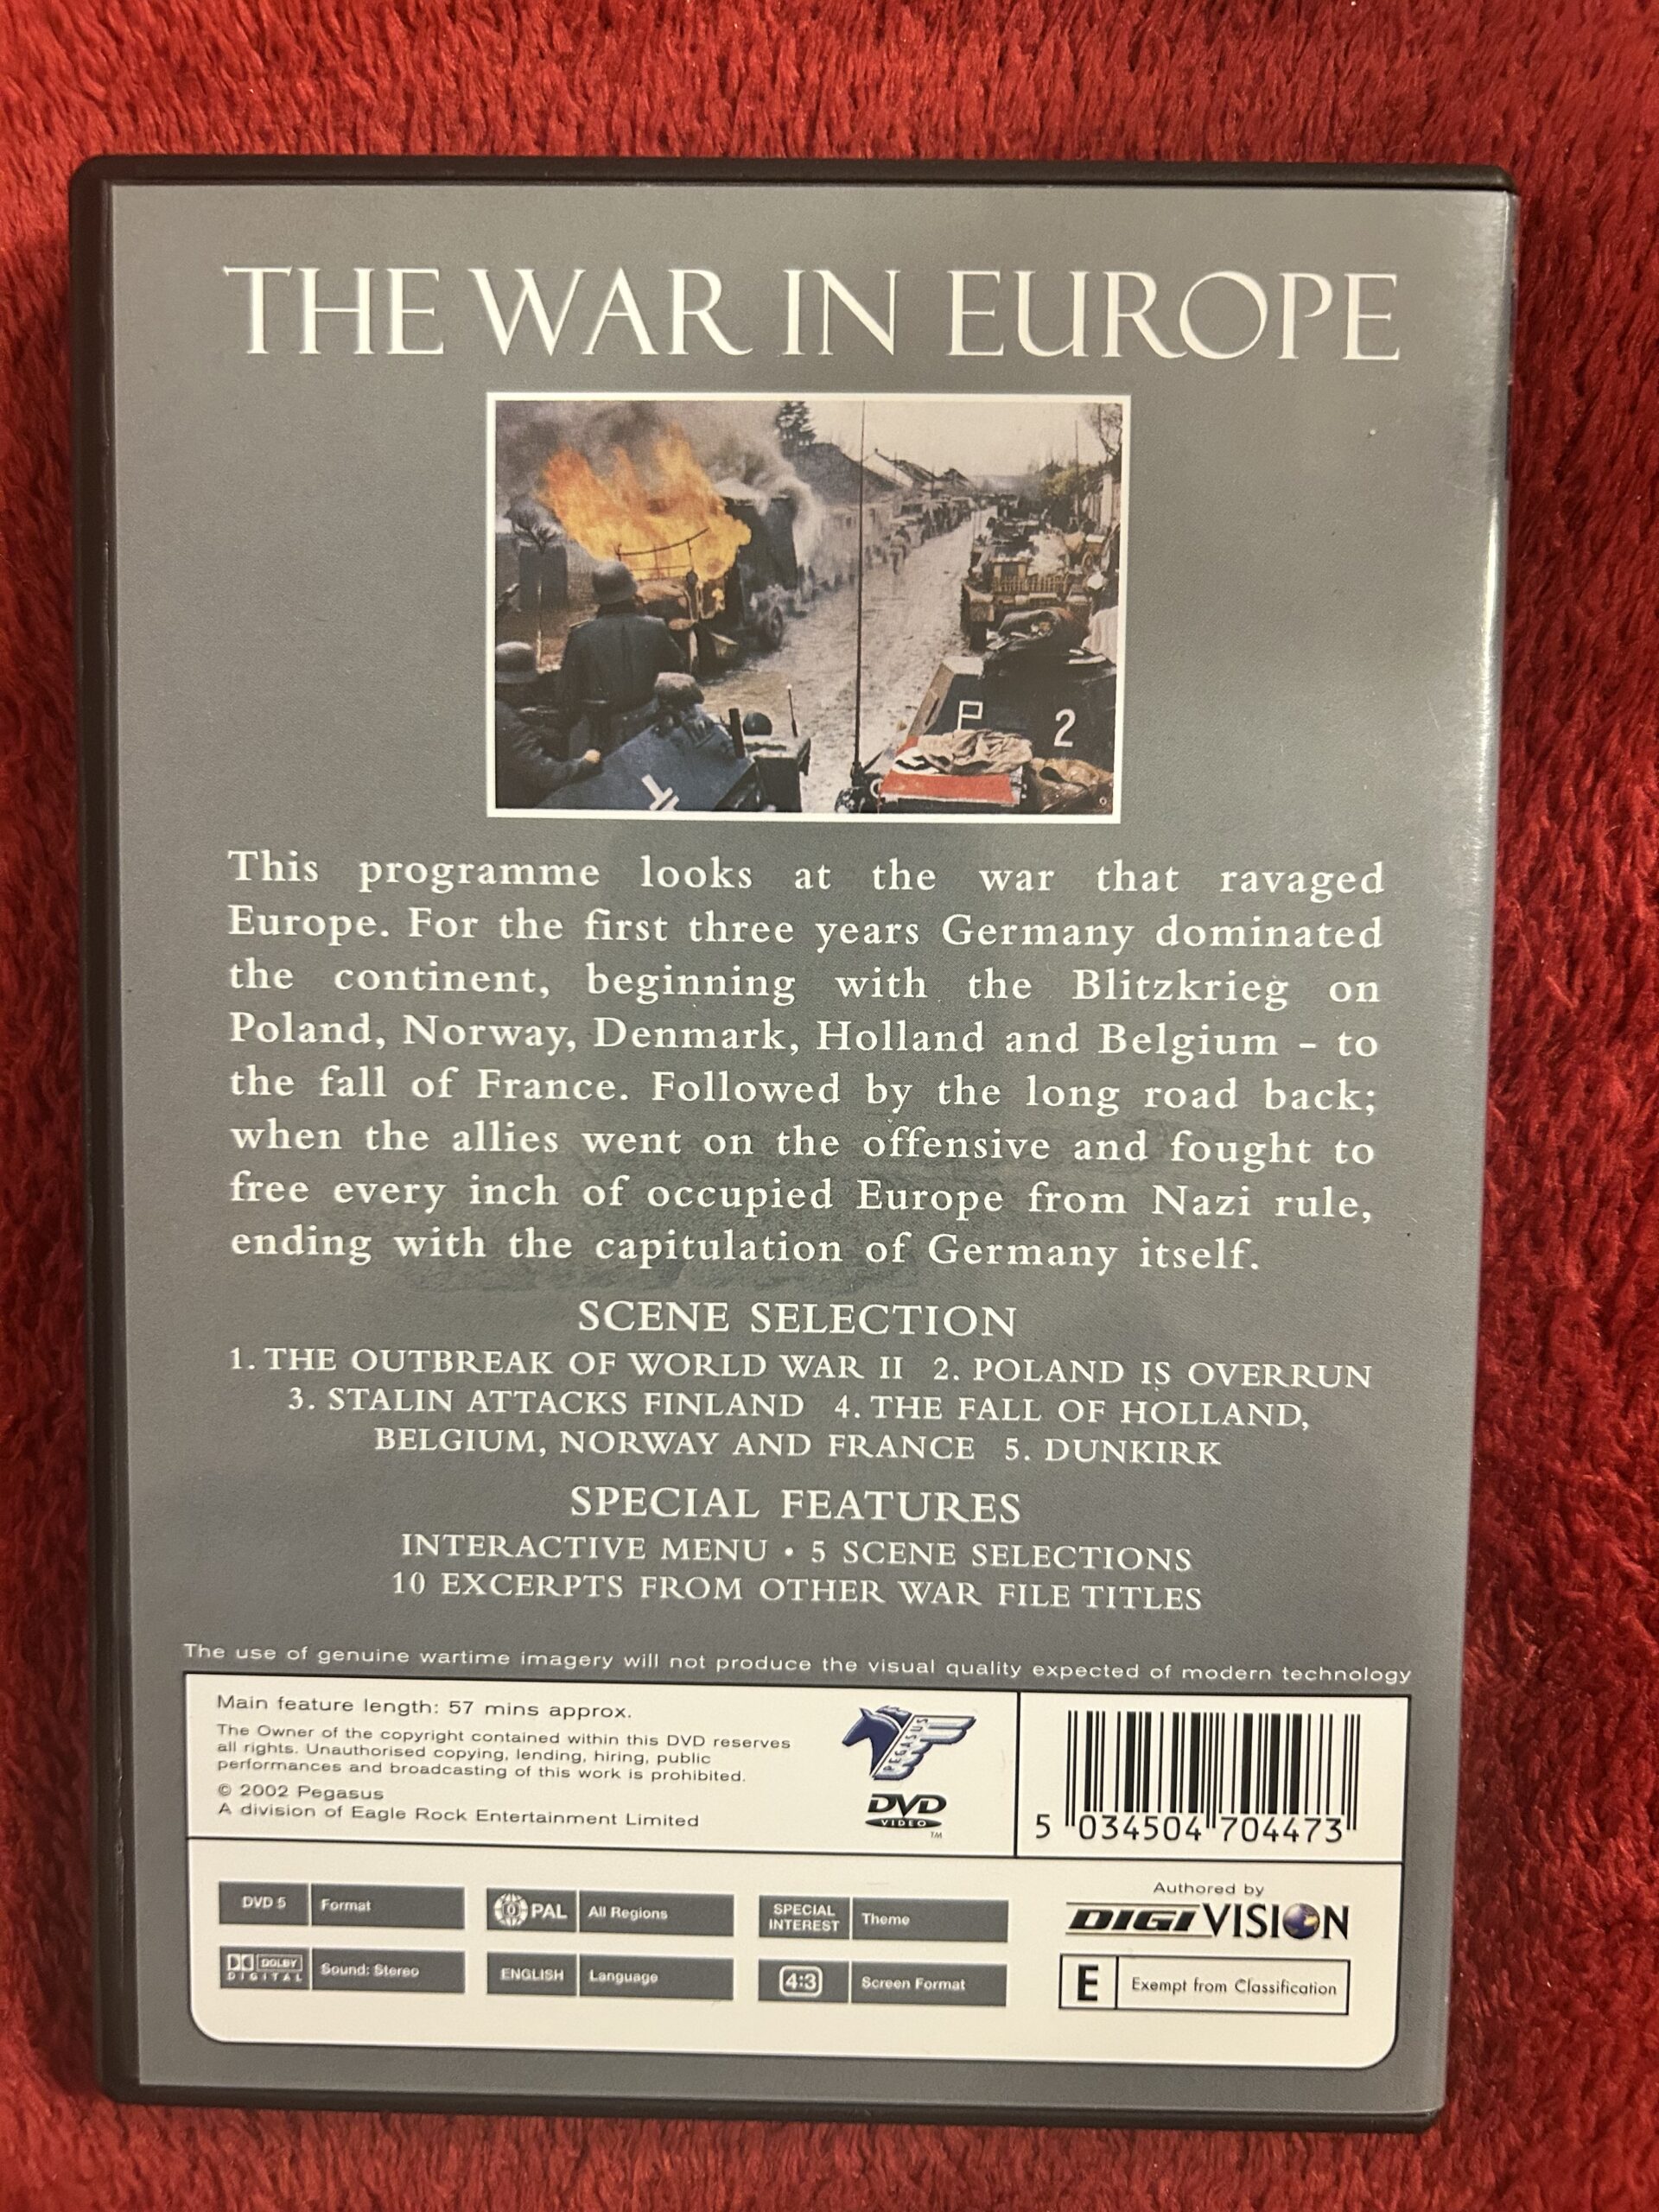 THE WAR IN EUROPE
P 2
This programme looks at the war that ravaged
Europe. For the first three years Germany dominated
the continent, beginning with the Blitzkrieg on
Poland, Norway, Denmark, Holland and Belgium - to
the fall of France. Followed by the long road back;
when the allies went on the offensive and fought to
free every inch of occupied Europe from Nazi rule,
ending with the capitulation of Germany itself.
SCENE SELECTION
1. THE OUTBREAK OF WORLD WAR II 2. POLAND IS OVERRUN
3. STALIN ATTACKS FINLAND 4. THE FALL OF HOLLAND,
BELGIUM, NORWAY AND FRANCE 5. DUNKIRK
SPECIAL FEATURES
INTERACTIVE MENU • 5 SCENE SELECTIONS
10 EXCERPTS FROM OTHER WAR FILE TITLES
The use of genuine wartime imagery will not produce the visual quality expected of modern technology
Main feature length: 57 mins approx.
The Owner of the copyright contained within this DVD reserves
all rights. Unauthorised copying, lending, hiring, public
performances and broadcasting of this work is prohibited.
© 2002 Pegasus
A division of Eagle Rock Entertainment Limited
PEGASUS
DVD
VIDEO
TM
5 034504 704473
DVD 5 Format
0 PAL All Regions
SPECIAL INTEREST Theme
DOLBY DIGITAL Sound: Stereo
ENGLISH Language
4:3 Screen Format
Authored by
DIGIVISION
E Exempt from Classification